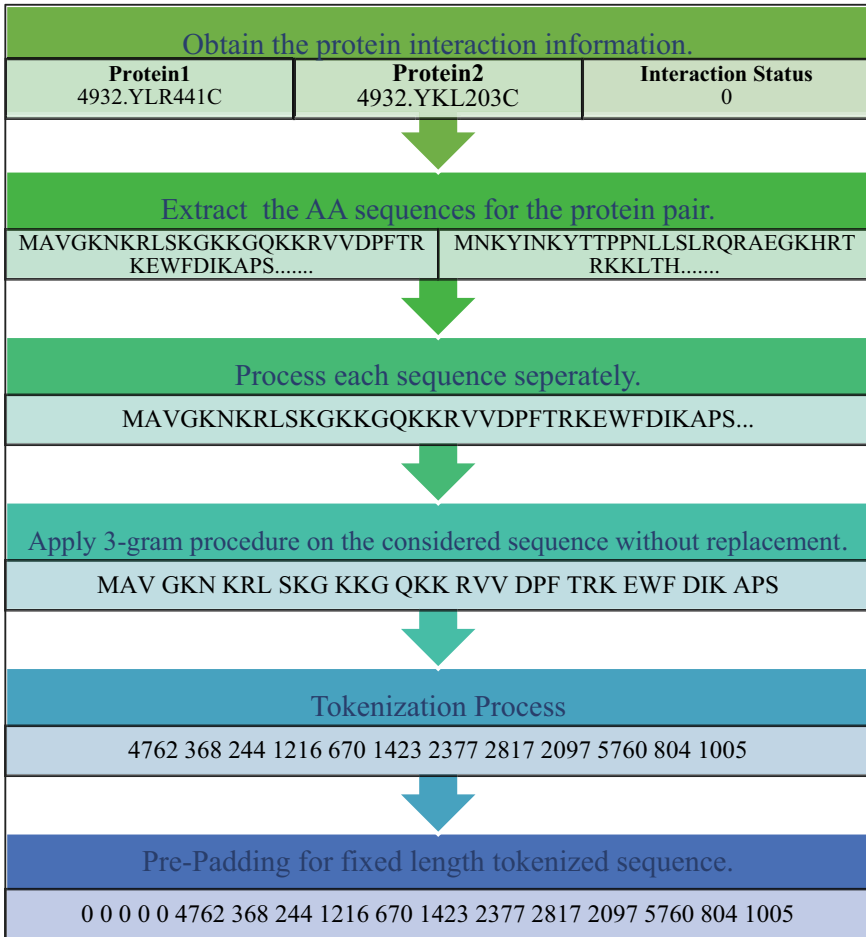 Obtain the protein interaction information.
Protein1 Protein2 Interaction Status
4932.YLR441C 4932.YKL203C 0
Extract the AA sequences for the protein pair.
MAVGKNKRLSKGKKGQKKRVVDPFTR MNKYINKYTTPPNLLSLRQRAEGKHRT
KEWFDIKAPS....... RKKLTH.......
Process each sequence seperately.
MAVGKNKRLSKGKKGQKKRVVDPFTRKEWFDIKAPS...
Apply 3-gram procedure on the considered sequence without replacement.
MAV GKN KRL SKG KKG QKK RVV DPF TRK EWF DIK APS
Tokenization Process
4762 368 244 1216 670 1423 2377 2817 2097 5760 804 1005
Pre-Padding for fixed length tokenized sequence.
0 0 0 0 0 4762 368 244 1216 670 1423 2377 2817 2097 5760 804 1005